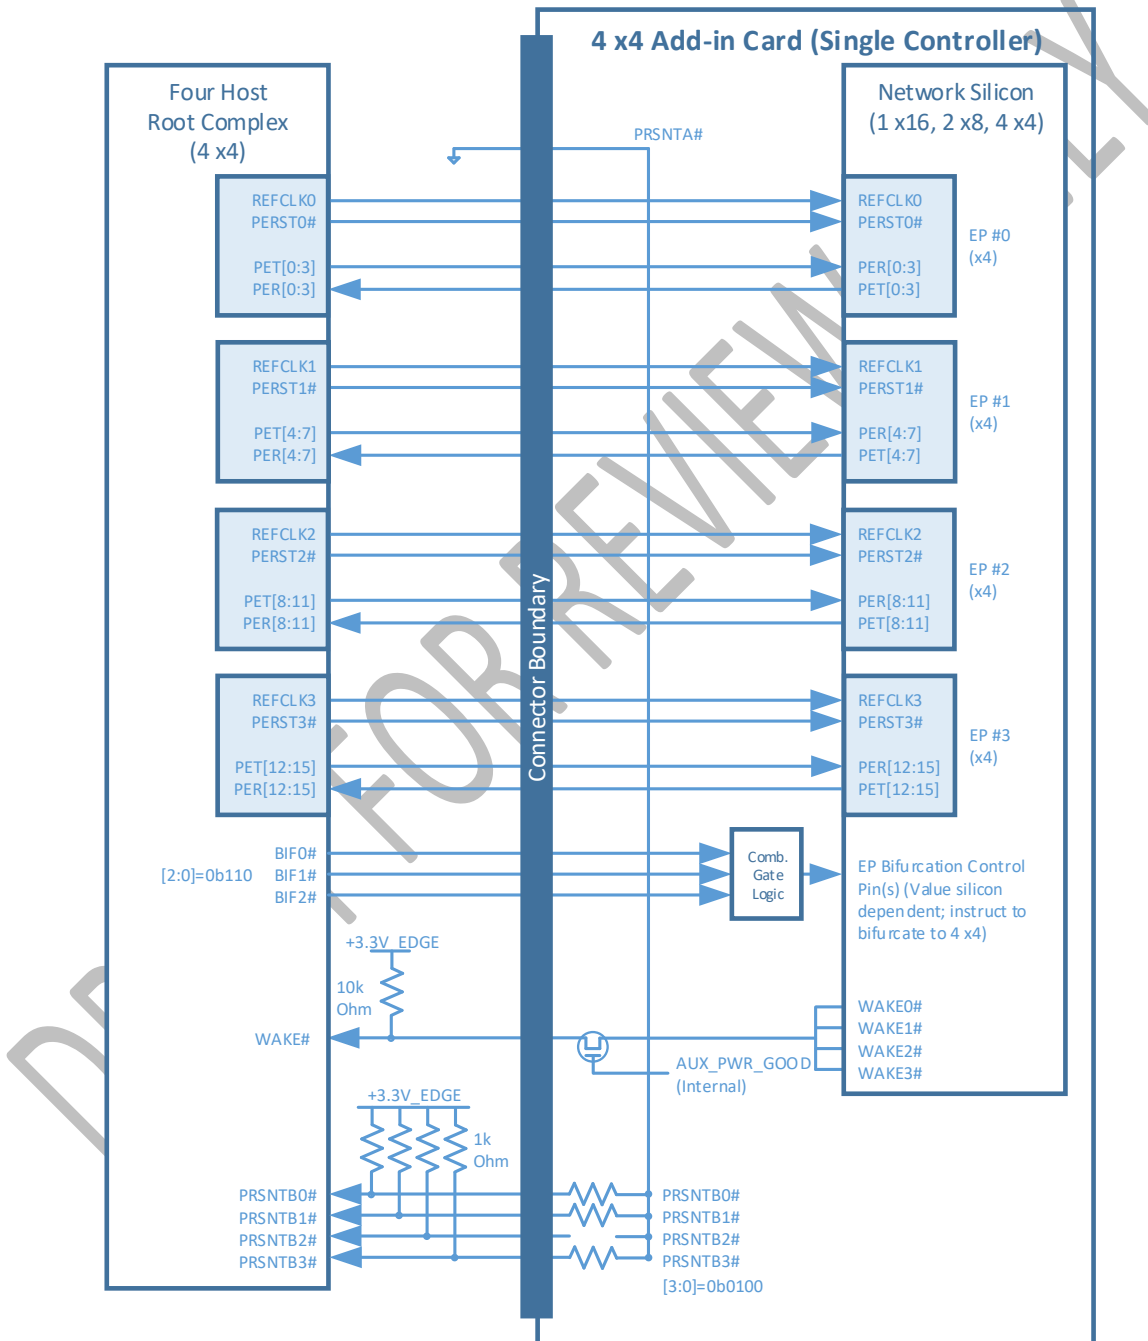 4 x4 Add-in Card (Single Controller)
Four Host
Root Complex
(4 x4)
Network Silicon
(1 x16, 2 x8, 4 x4)
PRSNTA#
REFCLK0
PERST0#
PET[0:3]
PER[0:3]
REFCLK0
PERST0#
PER[0:3]
PET[0:3]
EP #0
(x4)
REFCLK1
PERST1#
PET[4:7]
PER[4:7]
REFCLK1
PERST1#
PER[4:7]
PET[4:7]
EP #1
(x4)
REFCLK2
PERST2#
PET[8:11]
PER[8:11]
REFCLK2
PERST2#
PER[8:11]
PET[8:11]
EP #2
(x4)
REFCLK3
PERST3#
PET[12:15]
PER[12:15]
REFCLK3
PERST3#
PER[12:15]
PET[12:15]
EP #3
(x4)
Connector Boundary
BIF0#
[2:0]=0b110 BIF1#
BIF2#
Comb.
Gate
Logic
EP Bifurcation Control
Pin(s) (Value silicon
dependent; instruct to
bifurcate to 4 x4)
+3.3V_EDGE
10k
Ohm
WAKE#
WAKE0#
WAKE1#
WAKE2#
WAKE3#
AUX_PWR_GOOD
(Internal)
+3.3V_EDGE
1k
Ohm
PRSNTB0#
PRSNTB1#
PRSNTB2#
PRSNTB3#
PRSNTB0#
PRSNTB1#
PRSNTB2#
PRSNTB3#
[3:0]=0b0100
FOR REVIEW